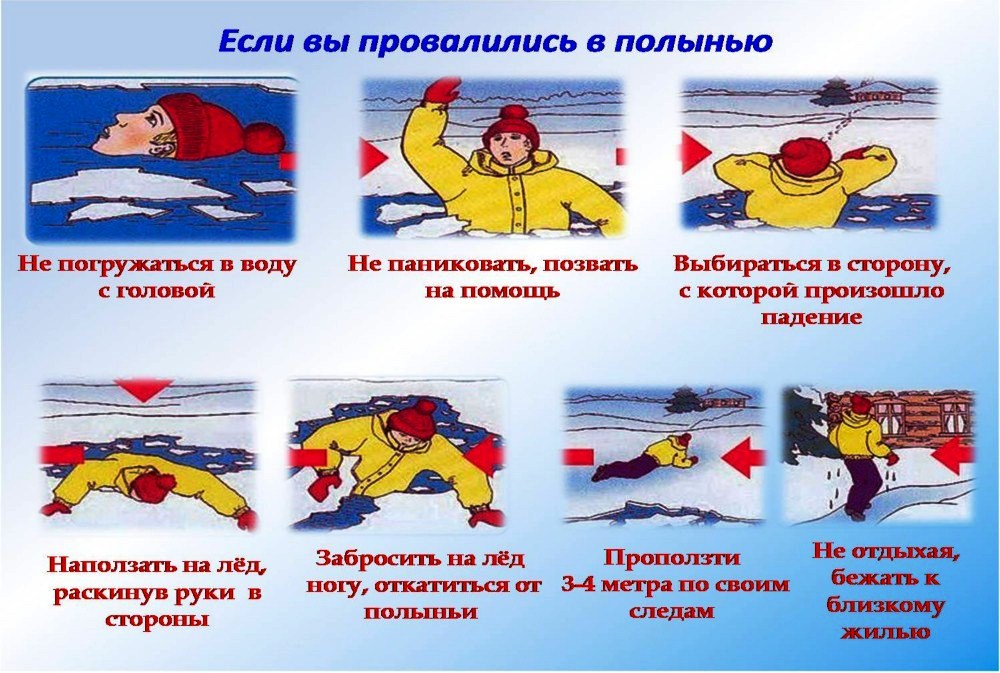 Если вы провалились в полынью
Не погружаться в воду
с головой
Не паниковать, позвать
на помощь
Выбираться в сторону,
с которой произошло
падение
Наползать на лёд,
раскинув руки в
стороны
Забросить на лёд
ногу, откатиться от
полыньи
Проползти
3-4 метра по своим
следам
Не отдыхая,
бежать к
близкому
жилью